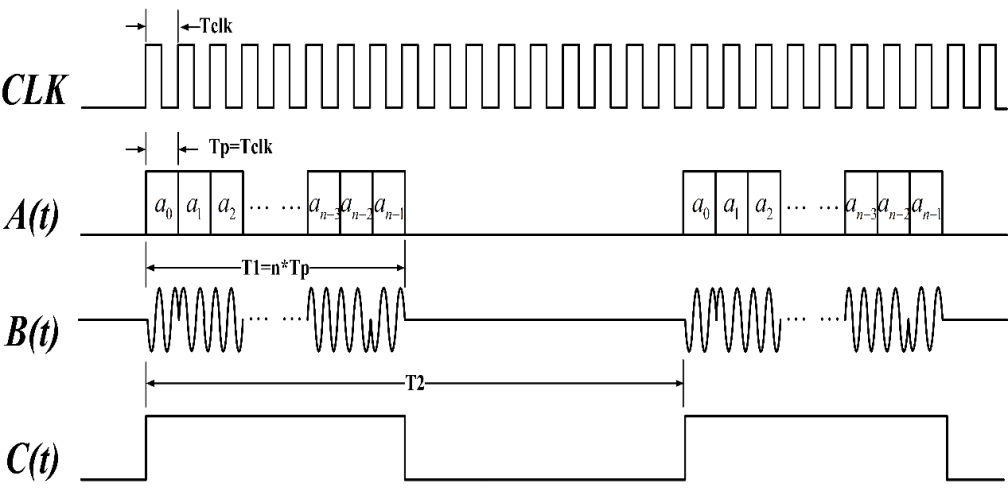 Tclk
CLK
Tp=Tclk
A(t) a0 a1 a2 ... ... an-3 an-2 an-1 a0 a1 a2 ... ... an-3 an-2 an-1
T1=n*Tp
B(t) ... ... ... ...
T2
C(t)